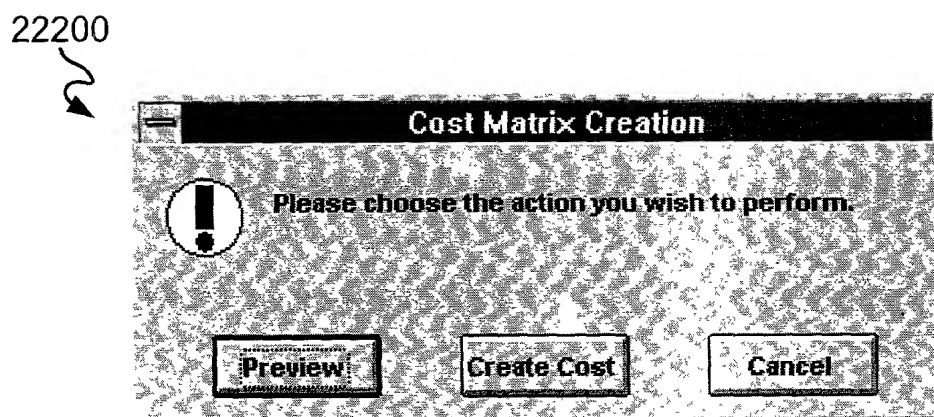 22200
Cost Matrix Creation
Please choose the action you wish to perform.
Preview Create Cost Cancel